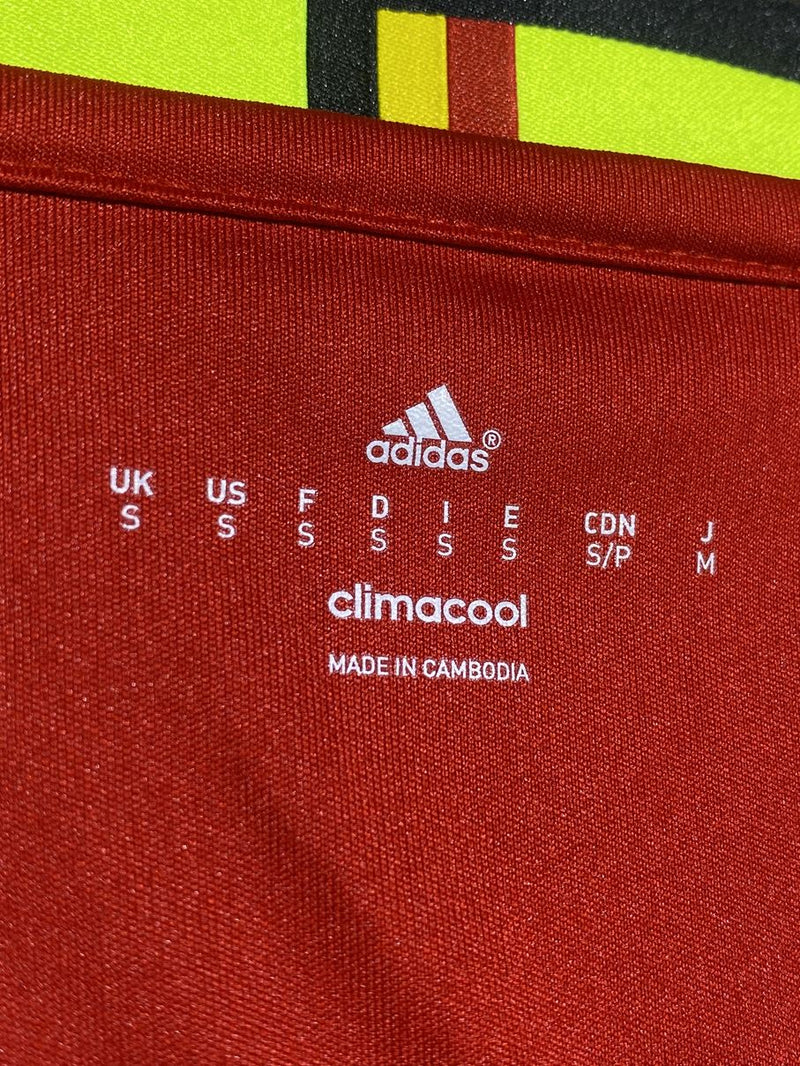 adidas®
UK US F D I E CDN J
S S S S S S S/P M
climacool
MADE IN CAMBODIA